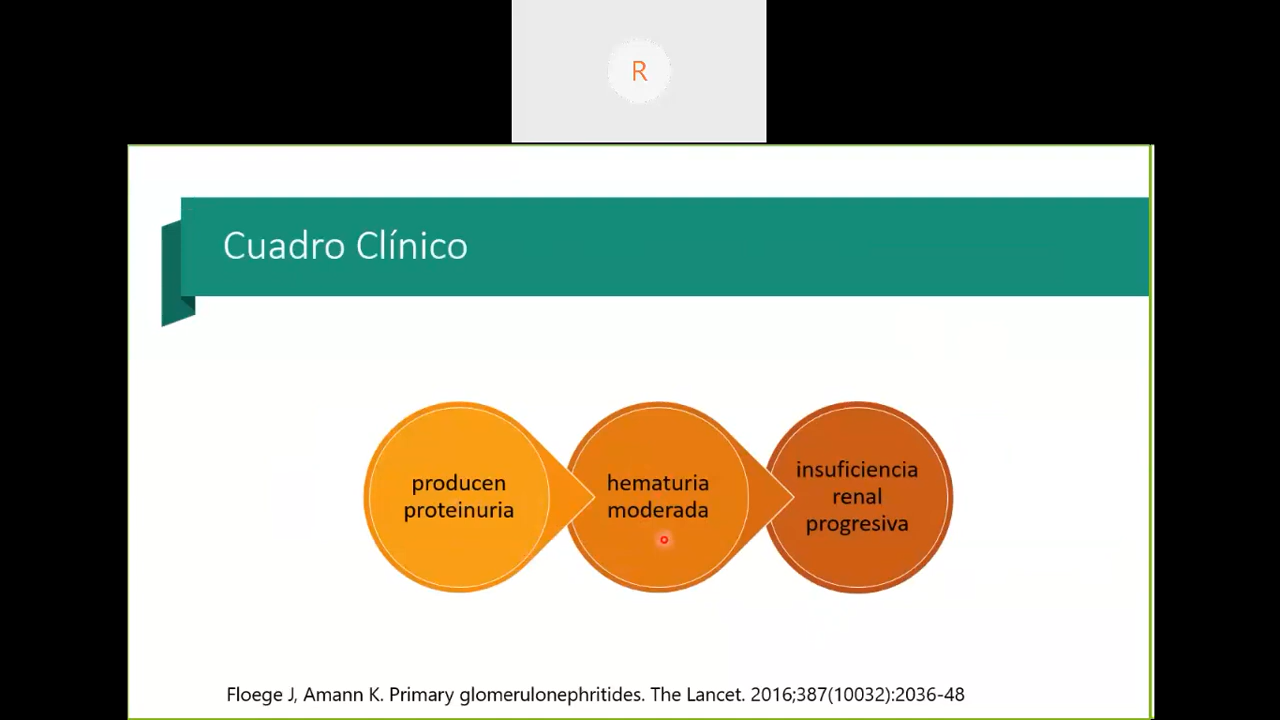 R
Cuadro Clínico
producen
proteinuria
hematuria
moderada
insuficiencia
renal
progresiva
Floege J, Amann K. Primary glomerulonephritides. The Lancet. 2016;387(10032):2036-48